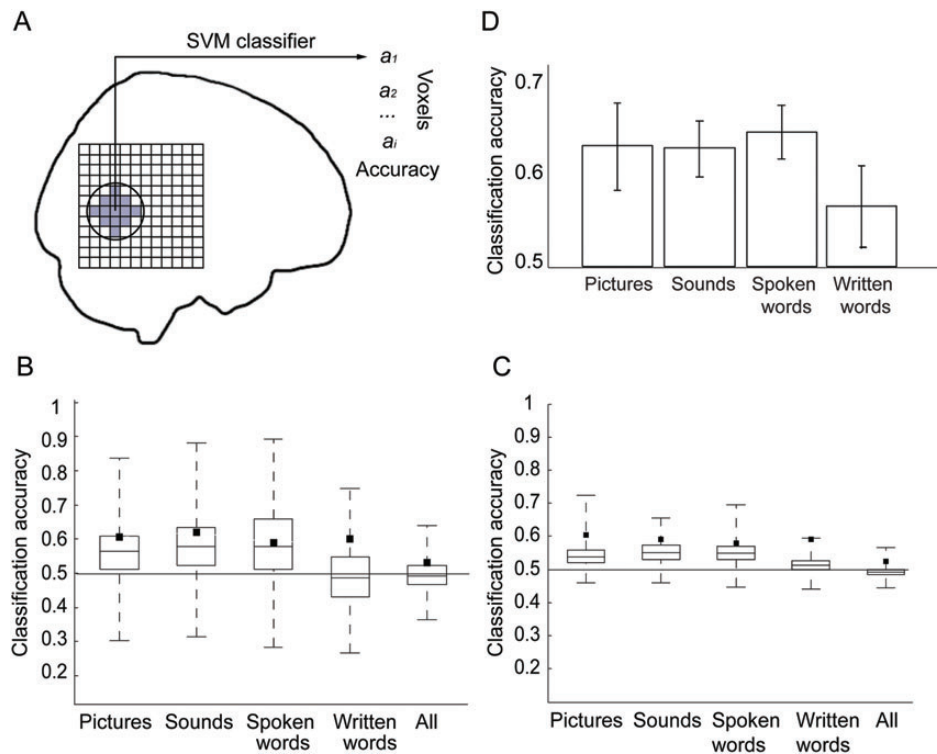 A
SVM classifier
a1
a2
...
ai
Voxels
Accuracy
D
Classification accuracy
0.7
0.6
0.5
Pictures Sounds Spoken words Written words
B
Classification accuracy
1
0.9
0.8
0.7
0.6
0.5
0.4
0.3
0.2
Pictures Sounds Spoken words Written words All
C
Classification accuracy
1
0.9
0.8
0.7
0.6
0.5
0.4
0.3
0.2
Pictures Sounds Spoken words Written words All